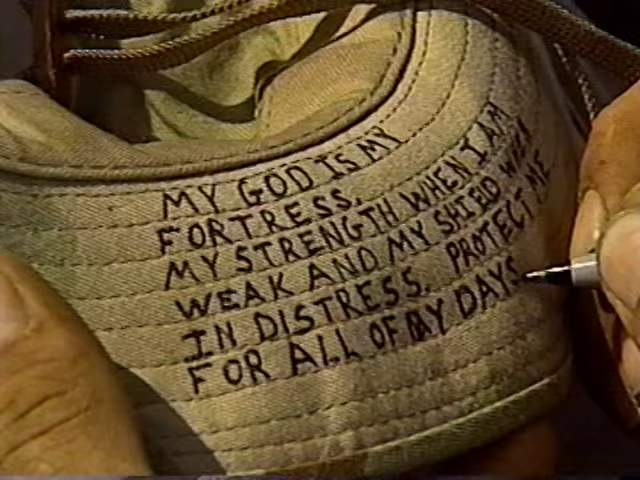 MY GOD IS MY
FORTRESS.
MY STRENGTH WHEN I AM
WEAK AND MY SHIELD WHEN
IN DISTRESS. PROTECT ME
FOR ALL OF MY DAYS